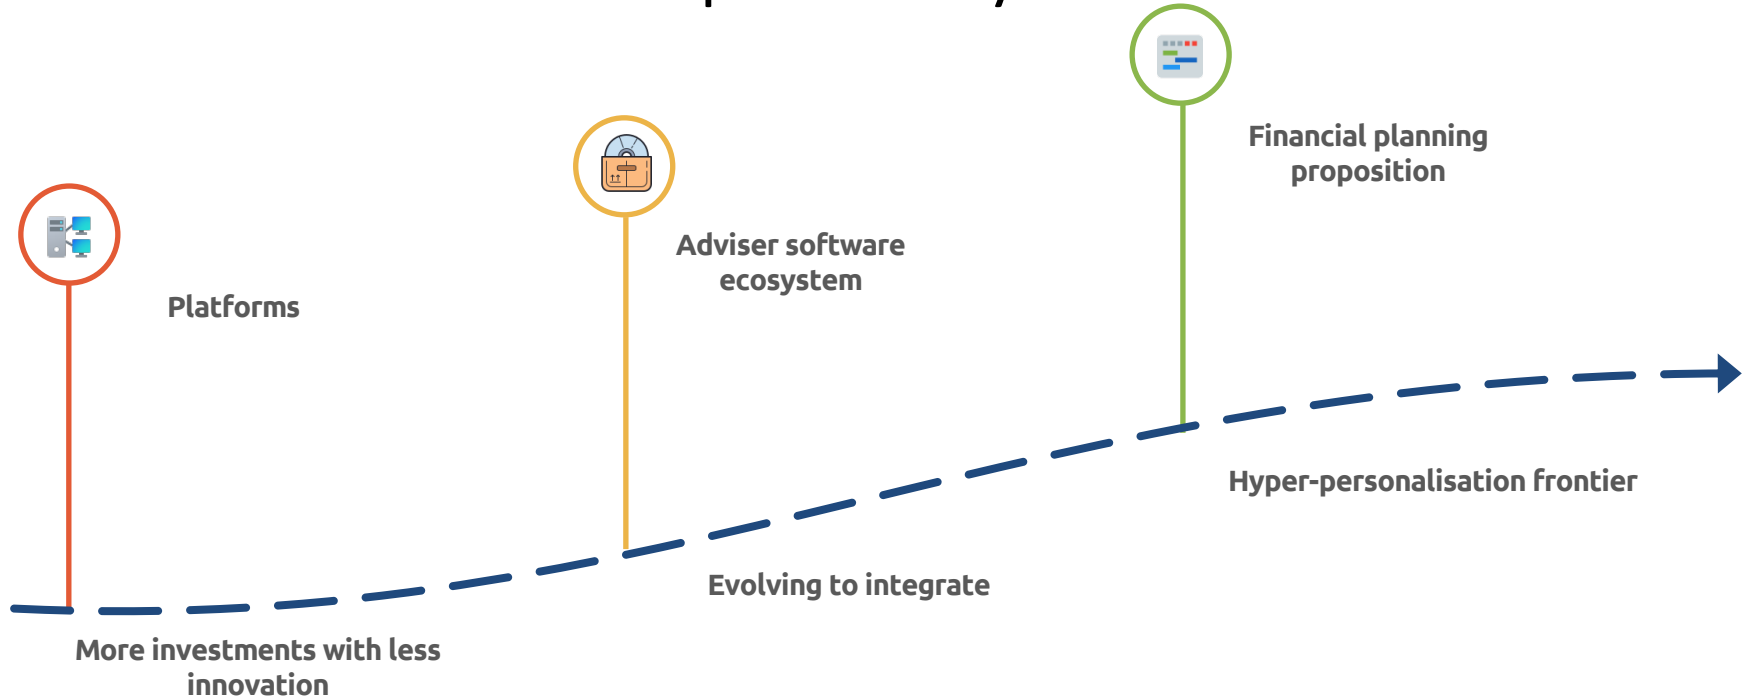 Platforms
More investments with less
innovation
Adviser software
ecosystem
Evolving to integrate
Financial planning
proposition
Hyper-personalisation frontier